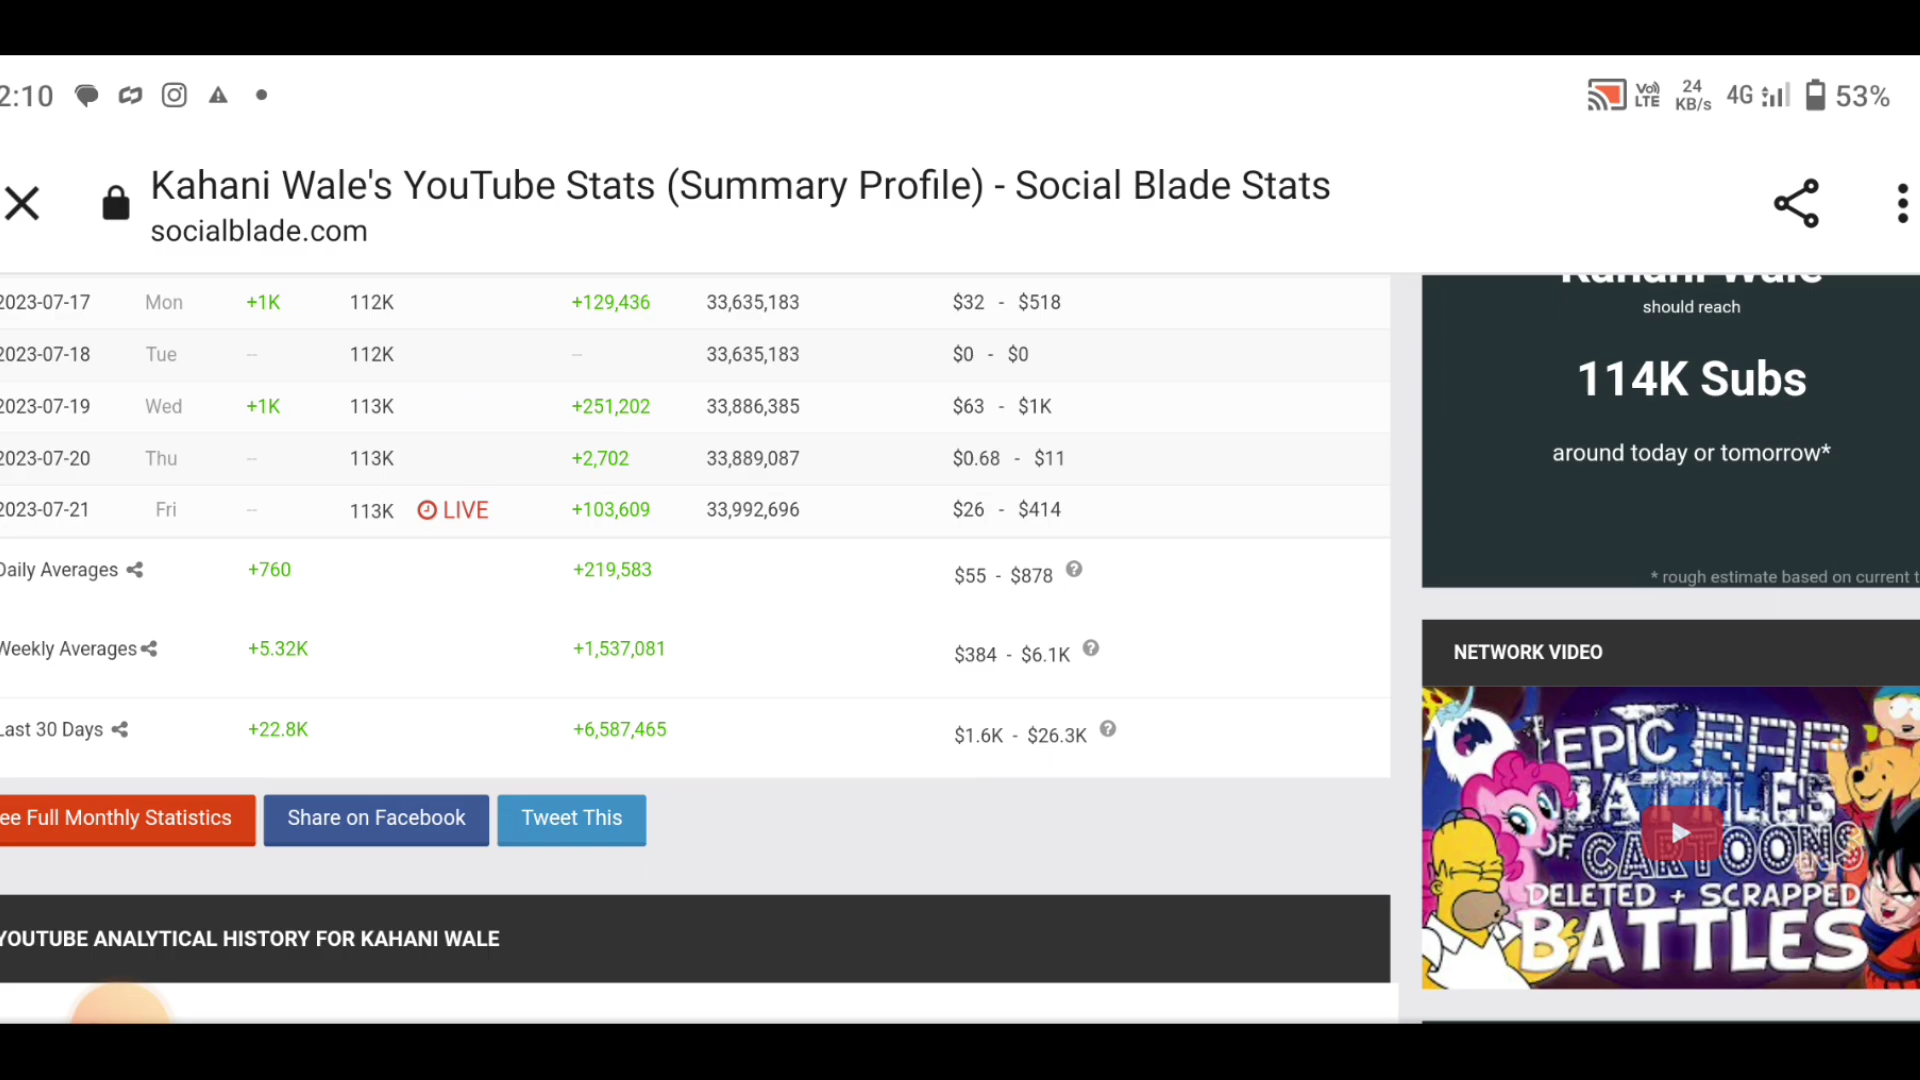 2:10
VoD LTE 24 KB/s 4G 53%
Kahani Wale's YouTube Stats (Summary Profile) - Social Blade Stats
socialblade.com
2023-07-17 Mon +1K 112K +129,436 33,635,183 $32 - $518
2023-07-18 Tue -- 112K -- 33,635,183 $0 - $0
2023-07-19 Wed +1K 113K +251,202 33,886,385 $63 - $1K
2023-07-20 Thu -- 113K +2,702 33,889,087 $0.68 - $11
2023-07-21 Fri -- 113K LIVE +103,609 33,992,696 $26 - $414
Daily Averages +760 +219,583 $55 - $878
Weekly Averages +5.32K +1,537,081 $384 - $6.1K
Last 30 Days +22.8K +6,587,465 $1.6K - $26.3K
ee Full Monthly Statistics Share on Facebook Tweet This
YOUTUBE ANALYTICAL HISTORY FOR KAHANI WALE
Kahani Wale
should reach
114K Subs
around today or tomorrow*
* rough estimate based on current t
NETWORK VIDEO
EPIC RAP
BATTLES
OF CARTOONS
DELETED + SCRAPPED
BATTLES